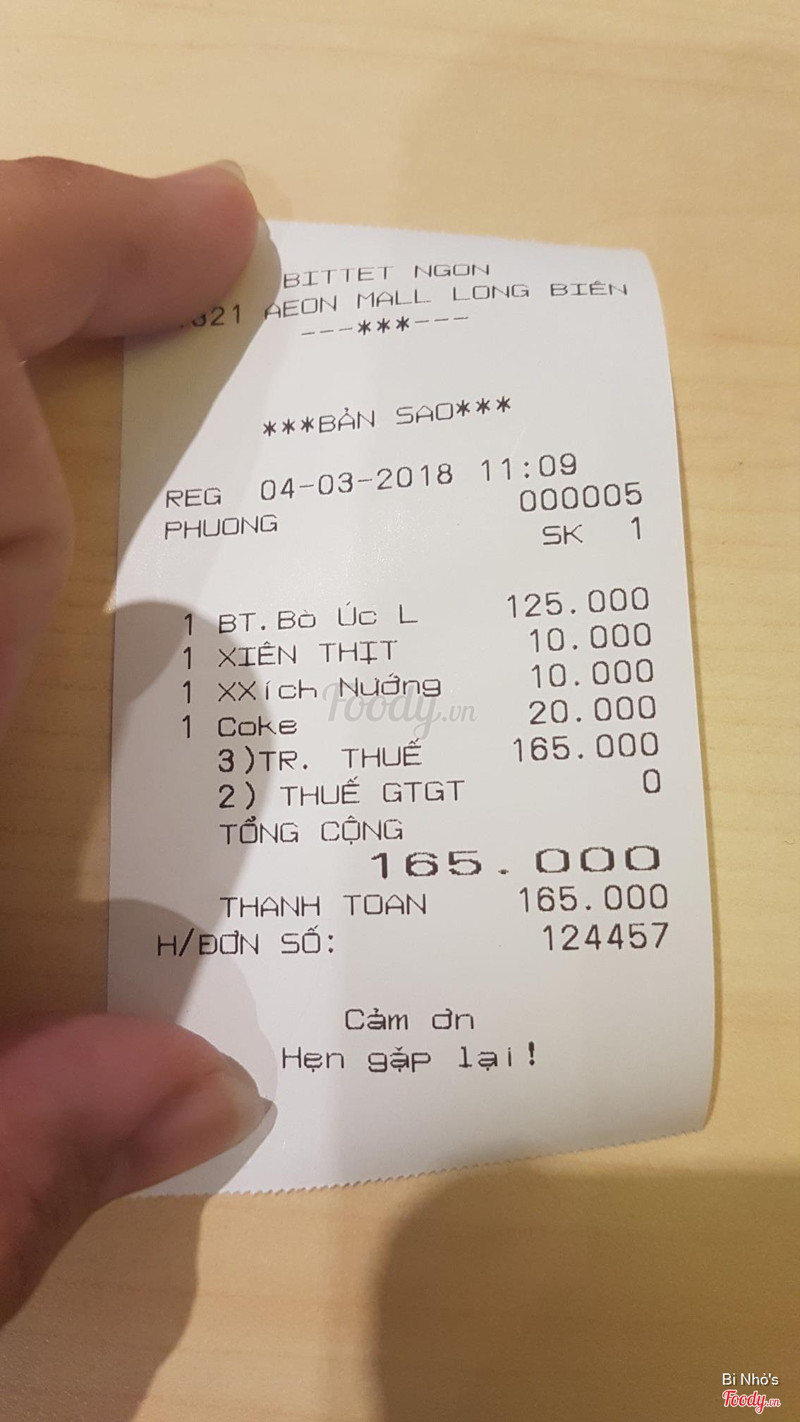 BITTET NGON
AEON MALL LONG BIÊN
---***---
***BẢN SAO***
REG 04-03-2018 11:09
000005
PHUONG
SK 1
1 BT.Bò Úc L 125.000
1 XIÊN THỊT 10.000
1 XXích Nướng 10.000
1 Coke 20.000
3)TR. THUẾ 165.000
2) THUẾ GTGT 0
TỔNG CỘNG
165.000
THANH TOAN 165.000
H/ĐƠN SỐ: 124457
Cảm ơn
Hẹn gặp lại!
Foody.vn
Bi Nhỏ's
Foody.vn